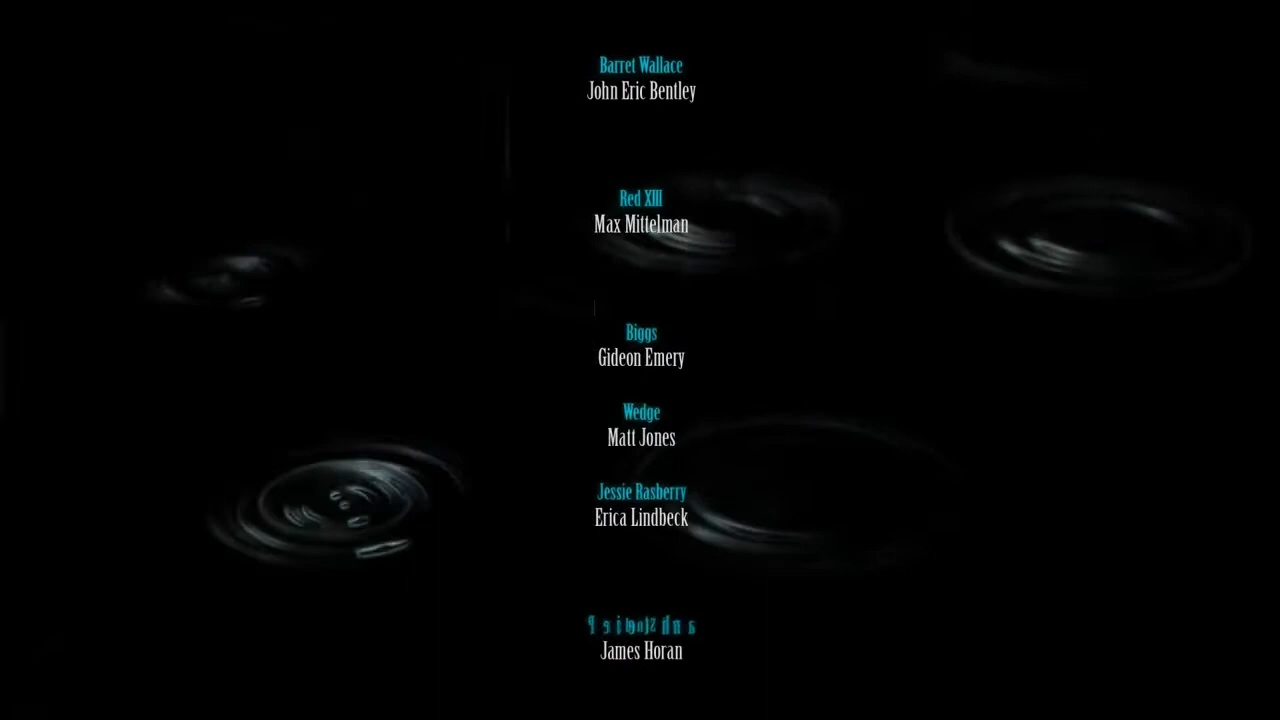 Barret Wallace
John Eric Bentley
Red XIII
Max Mittelman
Biggs
Gideon Emery
Wedge
Matt Jones
Jessie Rasberry
Erica Lindbeck
James Horan